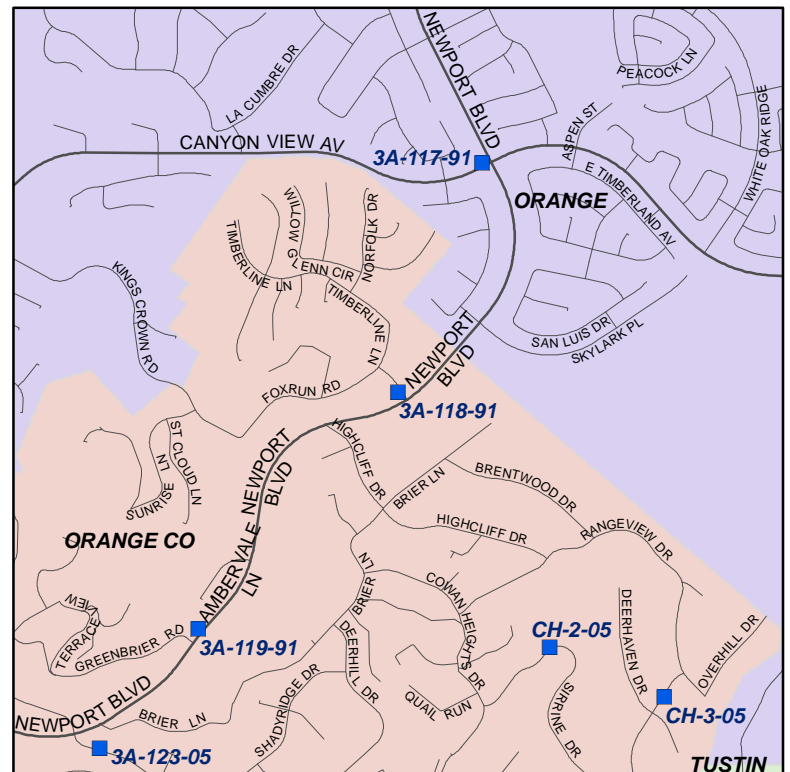 NEWPORT BLVD
PEACOCK LN
LA CUMBRE DR
WHITE OAK RIDGE
ASPEN ST
CANYON VIEW AV
3A-117-91
E TIMBERLAND AV
ORANGE
WILLOW GLENN CIR
NORFOLK DR
TIMBERLINE LN
KINGS CROWN RD
TIMBERLINE LN
NEWPORT
BLVD
SAN LUIS DR
SKYLARK PL
FOXRUN RD
3A-118-91
ST CLOUD LN
SUNRISE LN
NEWPORT
BLVD
HIGHCLIFF DR
BRIER LN
BRENTWOOD DR
HIGHCLIFF DR
RANGEVIEW DR
ORANGE CO
AMBERVALE
LN
BRIER LN
COWAN HEIGHTS DR
CH-2-05
DEERHAVEN DR
OVERHILL DR
TERRACE VIEW
GREENBRIER RD
3A-119-91
DEERHILL DR
SHADYRIDGE DR
QUAIL RUN
SIRRINE DR
CH-3-05
NEWPORT BLVD
BRIER LN
3A-123-05
TUSTIN